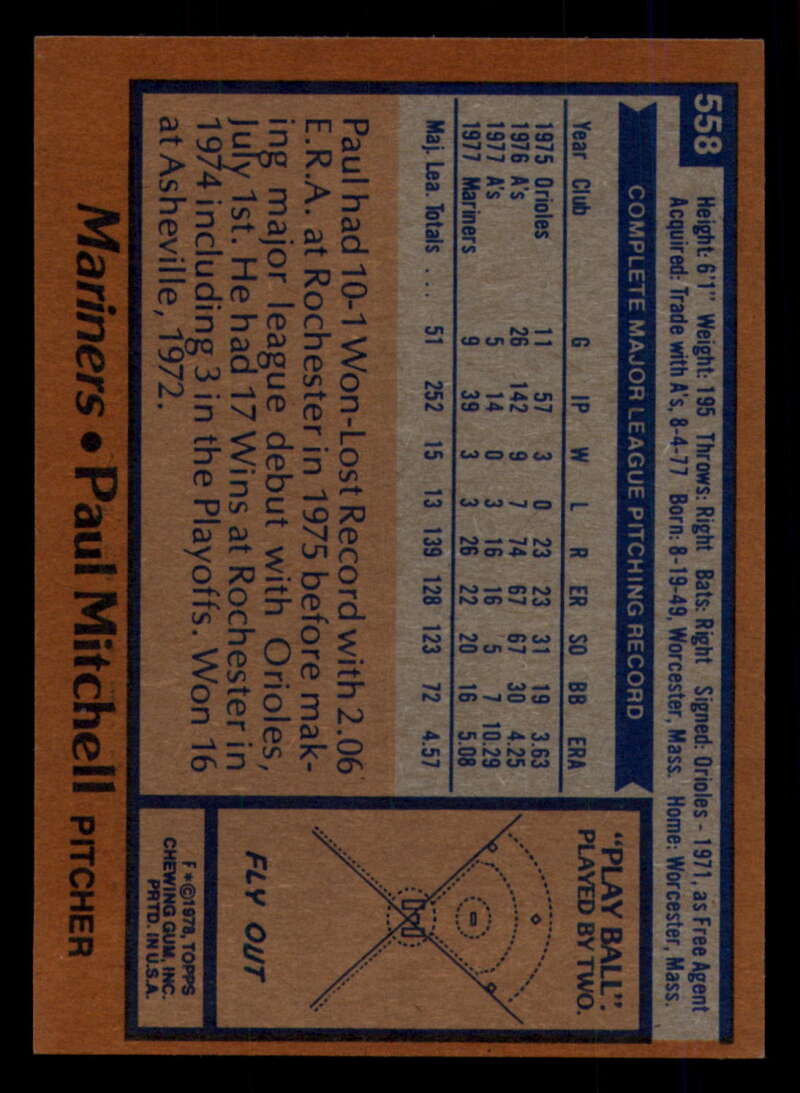 558
Height: 6'1" Weight: 195 Throws: Right Bats: Right Signed: Orioles - 1971, as Free Agent
Acquired: Trade with A's, 8-4-77 Born: 8-19-49, Worcester, Mass. Home: Worcester, Mass.
COMPLETE MAJOR LEAGUE PITCHING RECORD
Year Club G IP W L R ER SO BB ERA
1975 Orioles 11 57 3 0 23 23 31 19 3.63
1976 A's 26 142 9 7 74 67 67 30 4.25
1977 A's 5 14 0 3 16 16 5 7 10.29
1977 Mariners 9 39 3 3 26 22 20 16 5.08
Maj. Lea. Totals . . . 51 252 15 13 139 128 123 72 4.57
Paul had 10-1 Won-Lost Record with 2.06
E.R.A. at Rochester in 1975 before mak-
ing major league debut with Orioles,
July 1st. He had 17 Wins at Rochester in
1974 including 3 in the Playoffs. Won 16
at Asheville, 1972.
"PLAY BALL":
PLAYED BY TWO.
FLY OUT
F*©1978, TOPPS
CHEWING GUM, INC.
PRTD. IN U.S.A.
Mariners • Paul Mitchell PITCHER